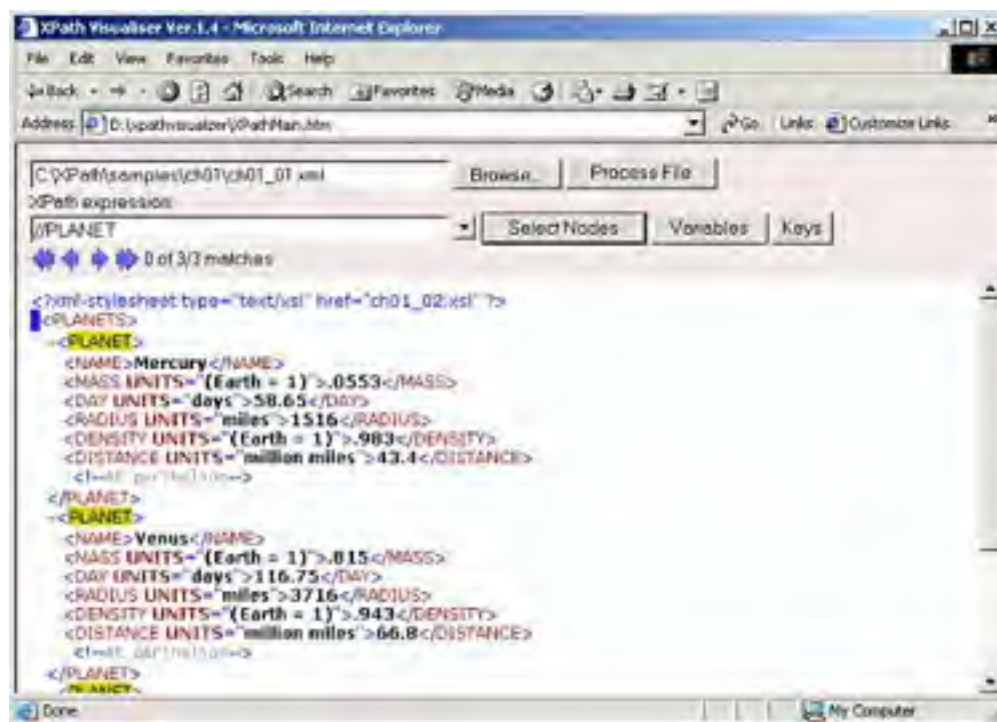 XPath Visualiser Ver.1.4 - Microsoft Internet Explorer
File Edit View Favorites Tools Help
Back Search Favorites Media
Address D:\xpathvisualizer\XPathMain.htm Go Links Customize Links
C:\XPath\samples\ch01\ch01_01.xml Browse... Process File
XPath expression:
//PLANET Select Nodes Variables Keys
0 of 3/3 matches
<?xml-stylesheet type="text/xsl" href="ch01_02.xsl" ?>
<PLANETS>
-<PLANET>
<NAME>Mercury</NAME>
<MASS UNITS="(Earth = 1)">.0553</MASS>
<DAY UNITS="days">58.65</DAY>
<RADIUS UNITS="miles">1516</RADIUS>
<DENSITY UNITS="(Earth = 1)">.983</DENSITY>
<DISTANCE UNITS="million miles">43.4</DISTANCE>
<!--At perihelion-->
</PLANET>
-<PLANET>
<NAME>Venus</NAME>
<MASS UNITS="(Earth = 1)">.815</MASS>
<DAY UNITS="days">116.75</DAY>
<RADIUS UNITS="miles">3716</RADIUS>
<DENSITY UNITS="(Earth = 1)">.943</DENSITY>
<DISTANCE UNITS="million miles">66.8</DISTANCE>
<!--At perihelion-->
</PLANET>
-<PLANET>
Done My Computer